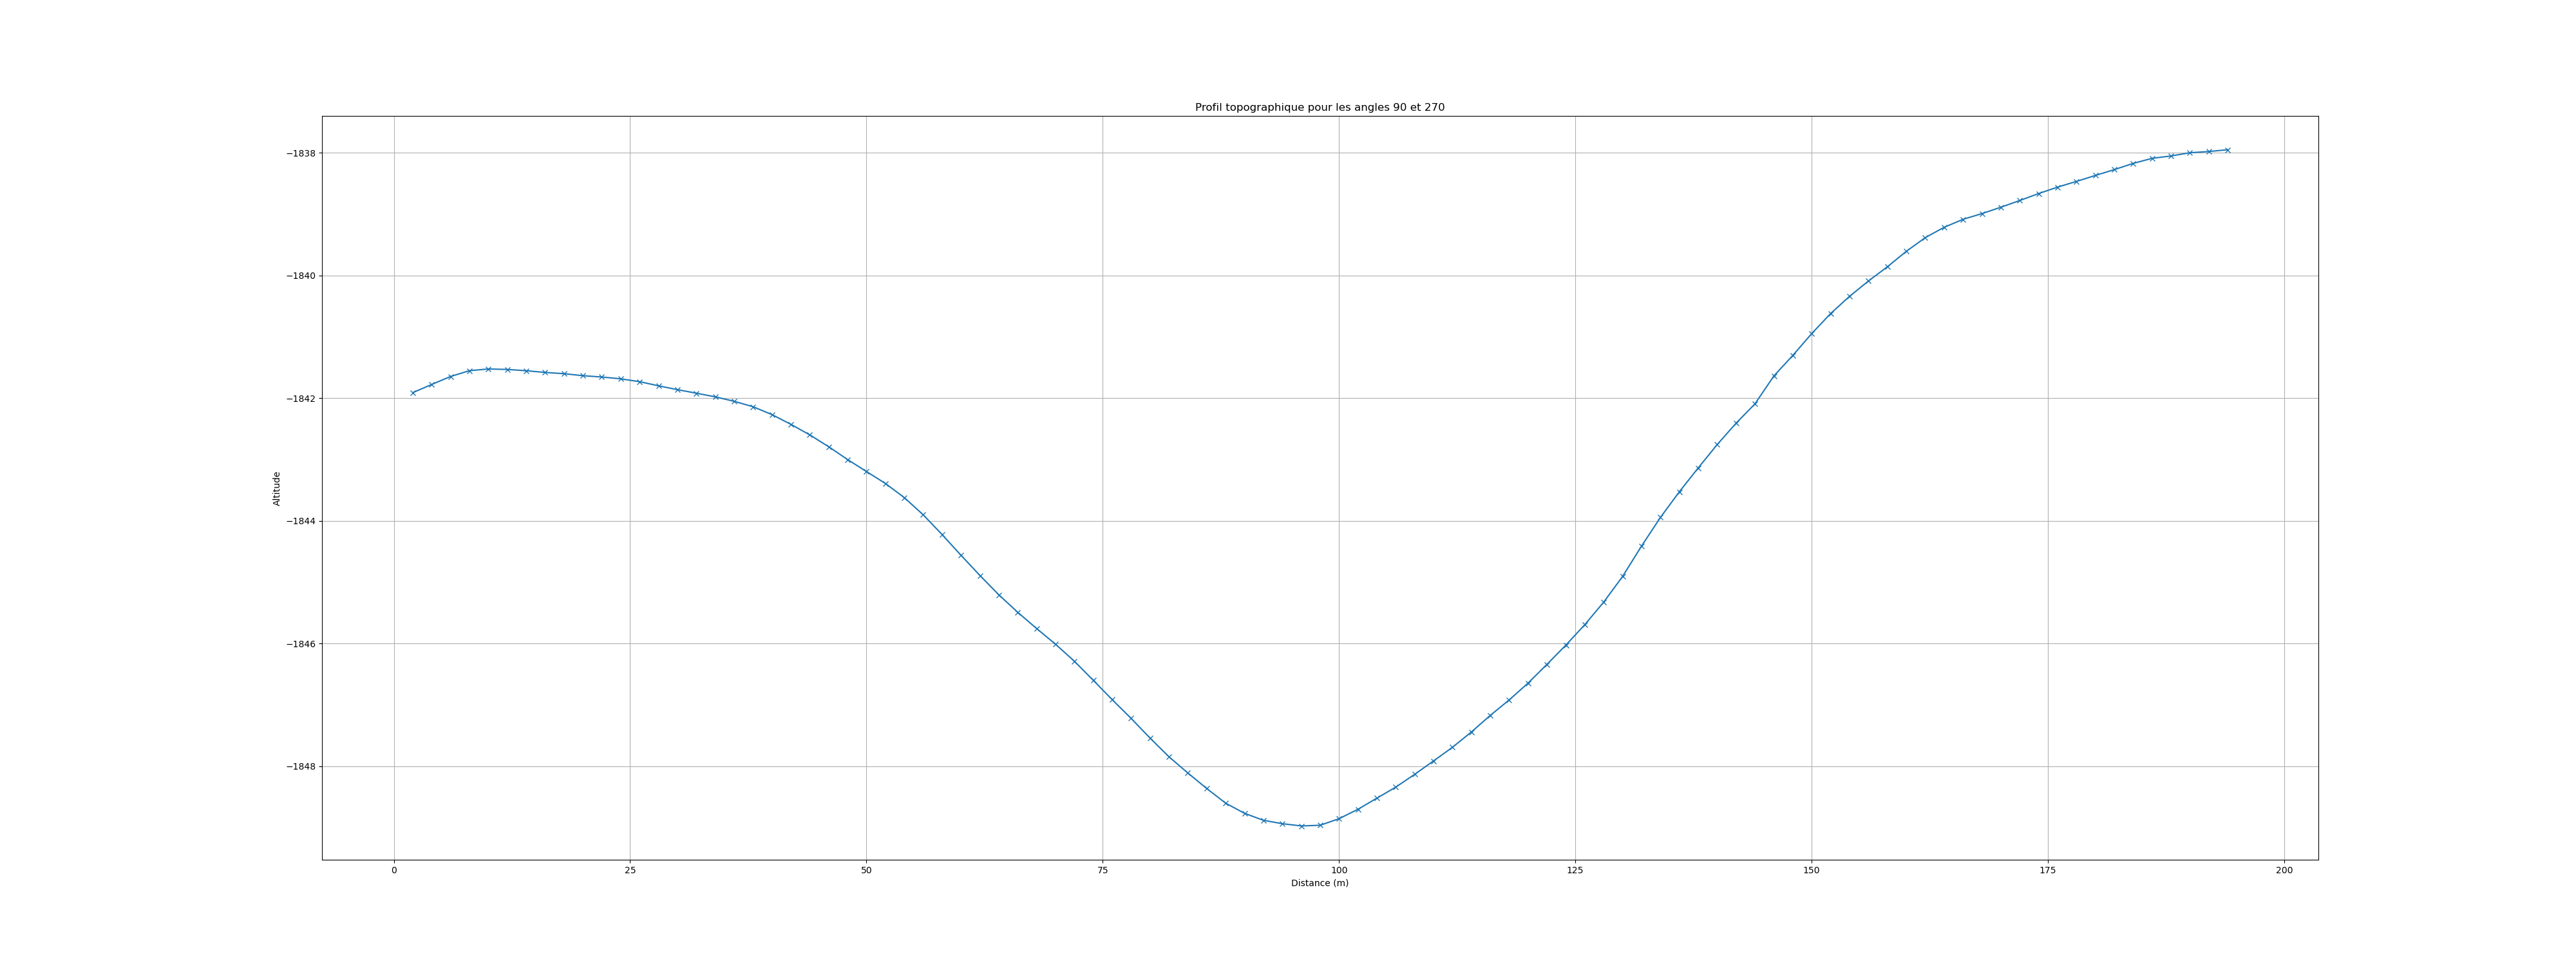 Profil topographique pour les angles 90 et 270
−1838
−1840
−1842
−1844
−1846
−1848
Altitude
0 25 50 75 100 125 150 175 200
Distance (m)